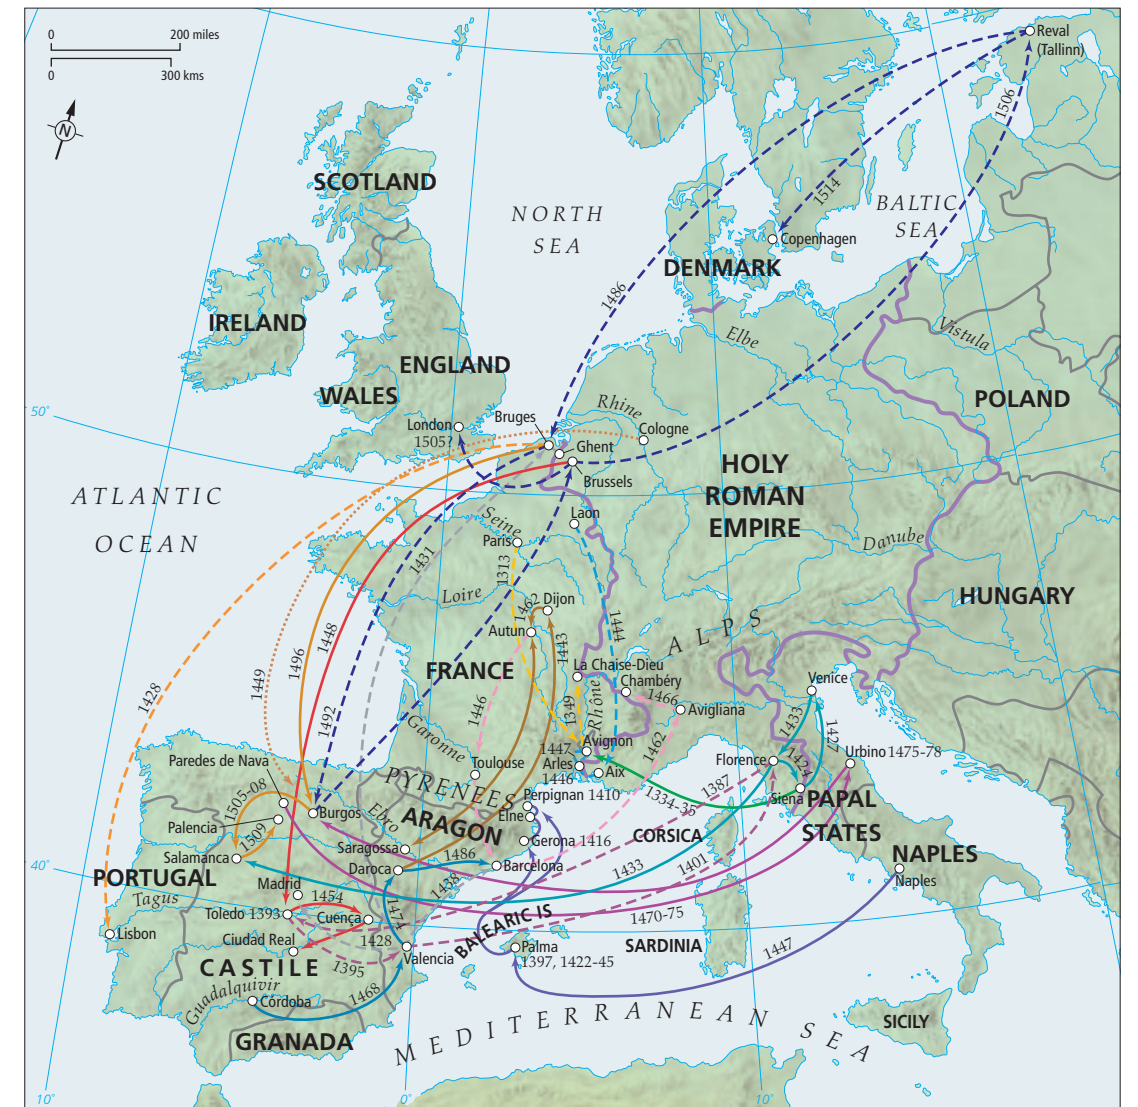 0 200 miles
0 300 kms
N
Reval
(Tallinn)
1506
SCOTLAND
NORTH
SEA
1514
BALTIC
SEA
Copenhagen
DENMARK
1486
IRELAND
Elbe
Vistula
ENGLAND
WALES
POLAND
50°
London
1505?
Bruges
Rhine
Cologne
Ghent
Brussels
HOLY
ROMAN
EMPIRE
ATLANTIC
OCEAN
Laon
Seine
Paris
Danube
1431
1313
Loire
1462
Dijon
1444
HUNGARY
Autun
1443
ALPS
1448
1496
1449
FRANCE
La Chaise-Dieu
Chambéry
Venice
1428
1446
1349
Rhône
1466
Avigliana
1433
1427
1492
Garonne
1447
Avignon
1462
Florence
1424
Urbino 1475-78
Paredes de Nava
Toulouse
Arles
1446
Aix
1387
PYRENEES
Perpignan 1410
1334-35
Siena
PAPAL
STATES
1505-08
Burgos
Ebro
ARAGON
Elne
CORSICA
Palencia
1509
Saragossa
Gerona 1416
NAPLES
Salamanca
1486
Barcelona
1433
1401
Naples
40°
PORTUGAL
Daroca
1438
Madrid
Tagus
1454
Toledo 1393
Cuença
1474
1470-75
Lisbon
Ciudad Real
1428
BALEARIC IS
Palma
1397, 1422-45
SARDINIA
1447
CASTILE
1395
Valencia
Guadalquivir
Córdoba
1468
GRANADA
MEDITERRANEAN SEA
SICILY
10°
0°
10°